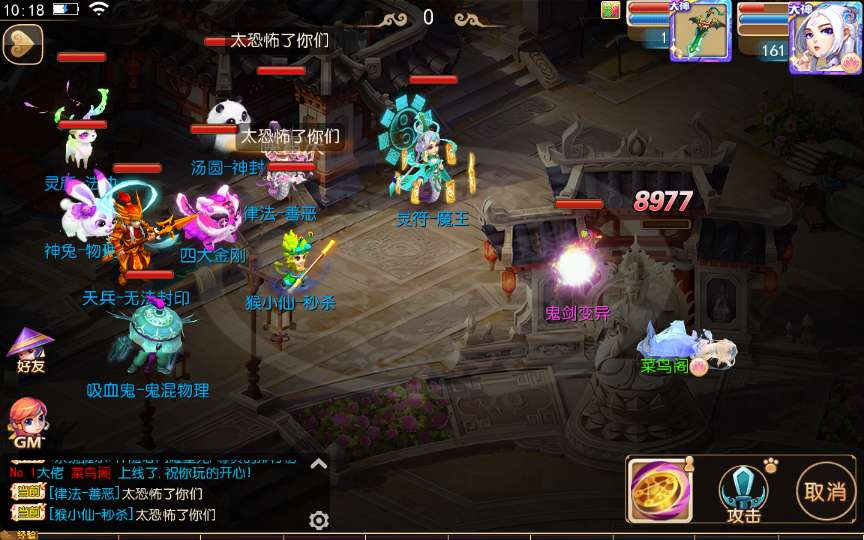 10:18
0
大神
大神
1
161
太恐怖了你们
太恐怖了你们
汤圆-神封
律法-善恶
灵符-魔王
神兔-物理
四大金刚
天兵-无法封印
猴小仙-秒杀
吸血鬼-鬼混物理
8977
鬼剑变异
菜鸟阁
好友
GM
No.1大佬 菜鸟阁 上线了,祝你玩的开心!
当前 [律法-善恶]太恐怖了你们
当前 [猴小仙-秒杀]太恐怖了你们
攻击
取消
经验